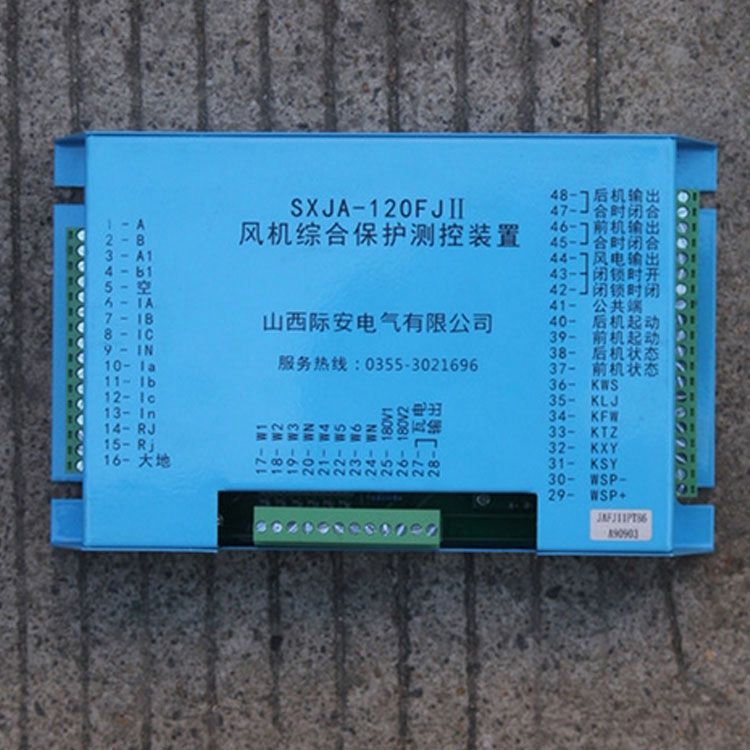 SXJA-120FJⅡ
风机综合保护测控装置
山西际安电气有限公司
服务热线：0355-3021696
1 - A
2 - B
3 - A1
4 - B1
5 - 空
6 - IA
7 - IB
8 - IC
9 - IN
10- Ia
11- Ib
12- Ic
13- In
14- RJ
15- Rj
16- 大地
17-W1
18-W2
19-W3
20-WN
21-W4
22-W5
23-W6
24-WN
25-180V1
26-180V2
27-
28-
瓦电
输出
48-后机输出
47-合时闭合
46-前机输出
45-合时闭合
44-风电输出
43-闭锁时开
42-闭锁时闭
41- 公共端
40- 后机起动
39- 前机起动
38- 后机状态
37- 前机状态
36- KWS
35- KLJ
34- KFW
33- KTZ
32- KXY
31- KSY
30- WSP-
29- WSP+
JAFJ11PT86
A90903